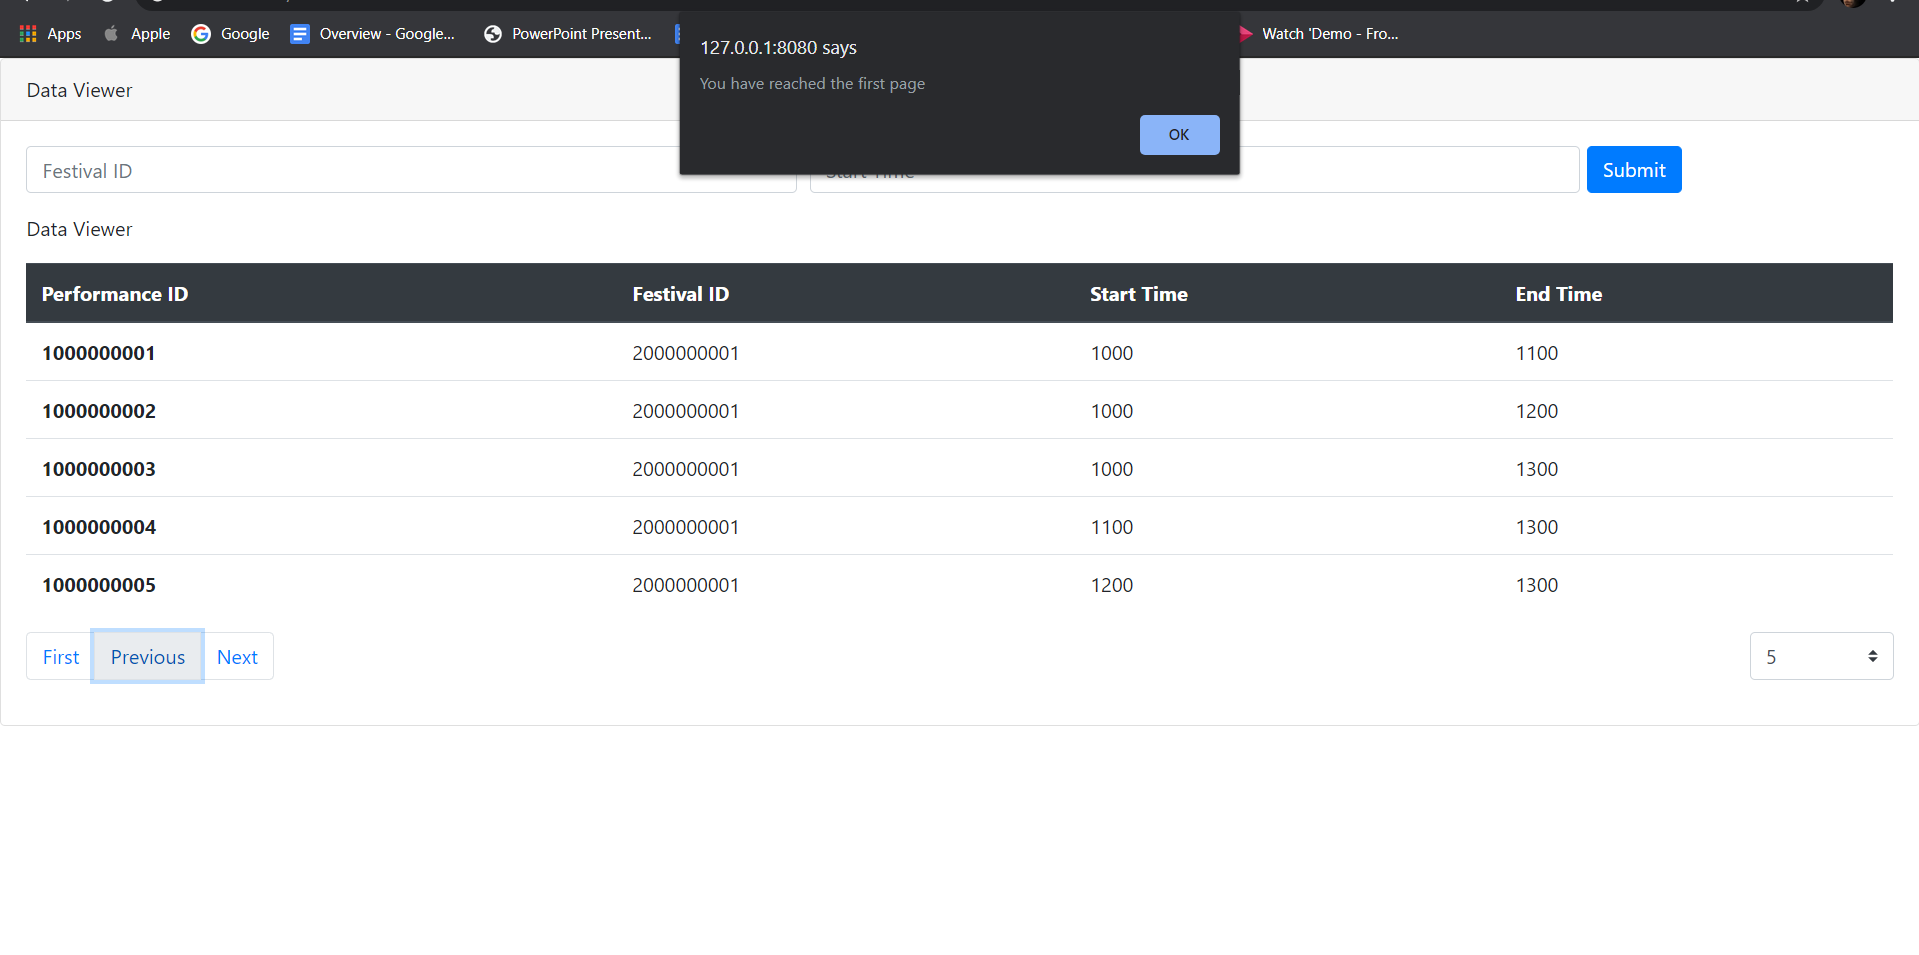 Apps Apple Google Overview - Google... PowerPoint Present... Watch 'Demo - Fro...
127.0.0.1:8080 says
You have reached the first page
OK
Data Viewer
Festival ID Start Time Submit
Data Viewer
Performance ID Festival ID Start Time End Time
1000000001 2000000001 1000 1100
1000000002 2000000001 1000 1200
1000000003 2000000001 1000 1300
1000000004 2000000001 1100 1300
1000000005 2000000001 1200 1300
First Previous Next 5